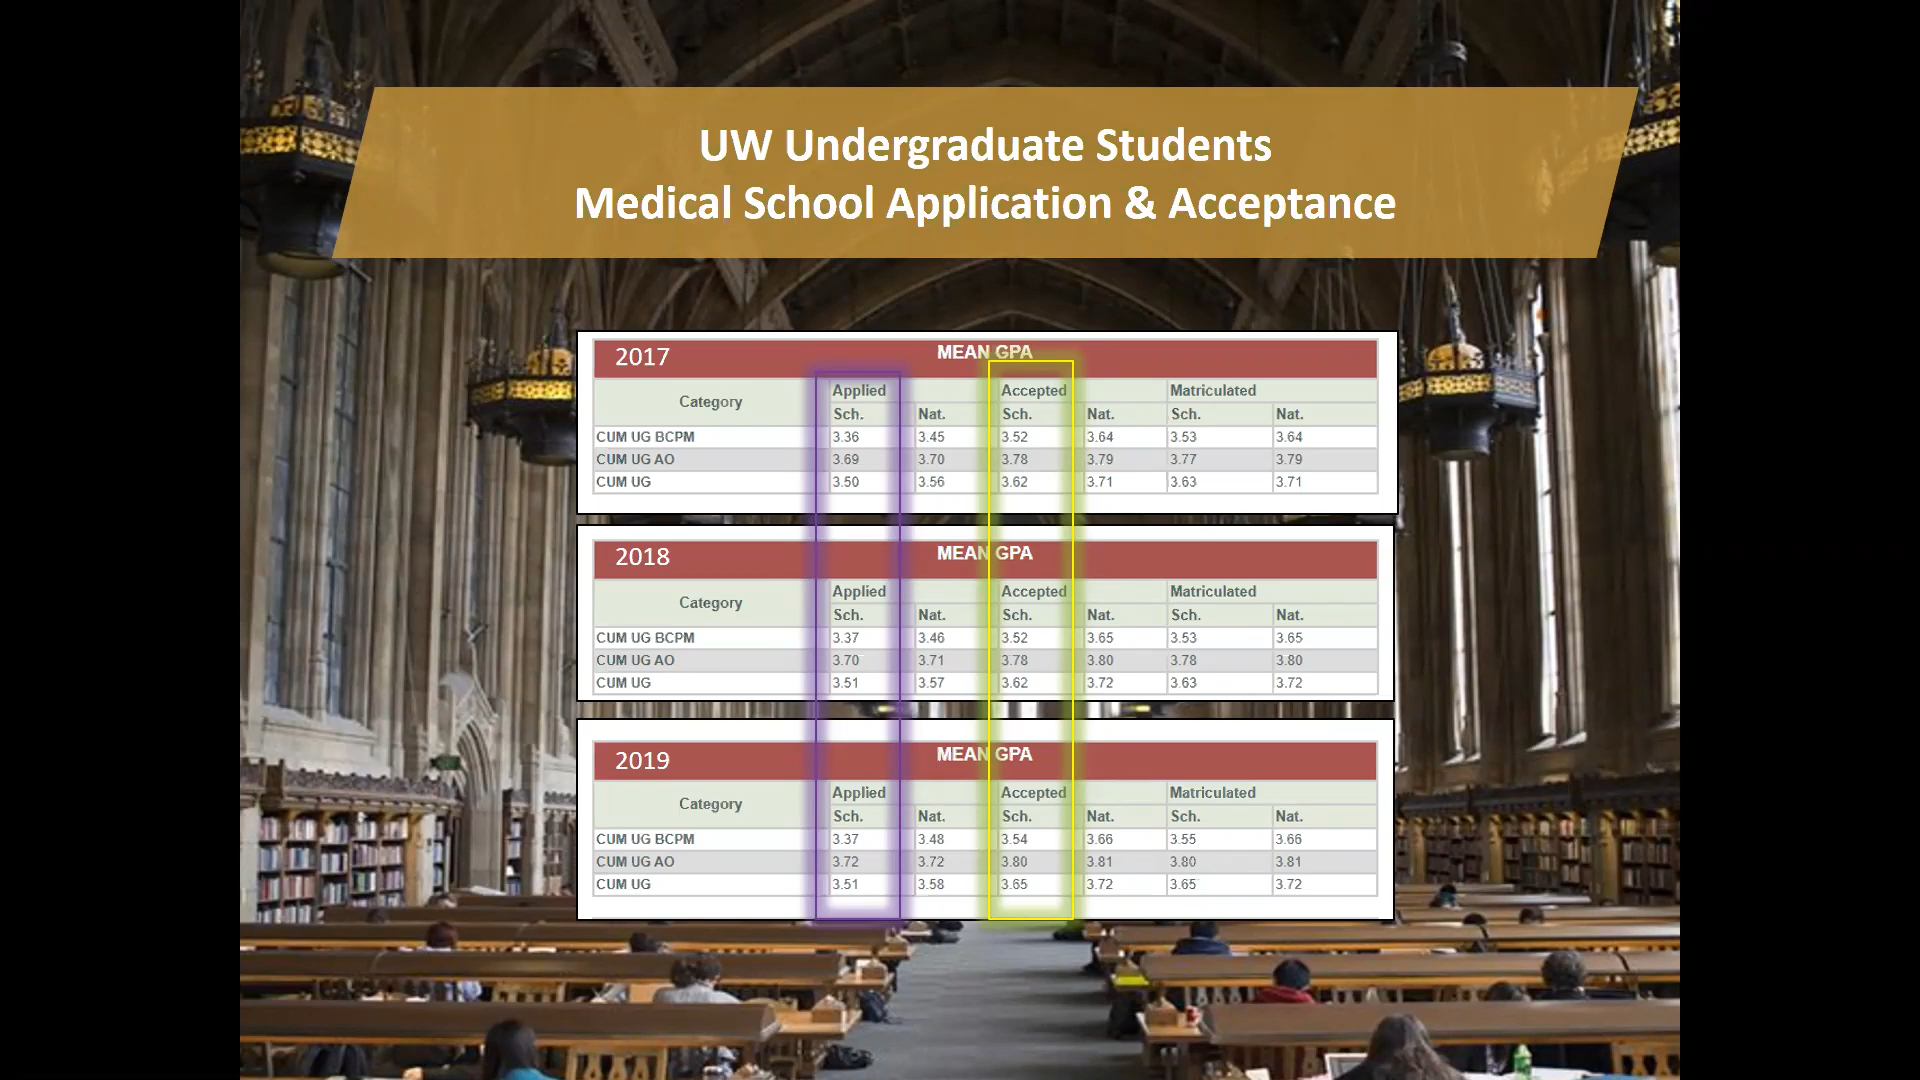 UW Undergraduate Students
Medical School Application & Acceptance
2017 MEAN GPA
Category Applied Accepted Matriculated
Sch. Nat. Sch. Nat. Sch. Nat.
CUM UG BCPM 3.36 3.45 3.52 3.64 3.53 3.64
CUM UG AO 3.69 3.70 3.78 3.79 3.77 3.79
CUM UG 3.50 3.56 3.62 3.71 3.63 3.71
2018 MEAN GPA
Category Applied Accepted Matriculated
Sch. Nat. Sch. Nat. Sch. Nat.
CUM UG BCPM 3.37 3.46 3.52 3.65 3.53 3.65
CUM UG AO 3.70 3.71 3.78 3.80 3.78 3.80
CUM UG 3.51 3.57 3.62 3.72 3.63 3.72
2019 MEAN GPA
Category Applied Accepted Matriculated
Sch. Nat. Sch. Nat. Sch. Nat.
CUM UG BCPM 3.37 3.48 3.54 3.66 3.55 3.66
CUM UG AO 3.72 3.72 3.80 3.81 3.80 3.81
CUM UG 3.51 3.58 3.65 3.72 3.65 3.72